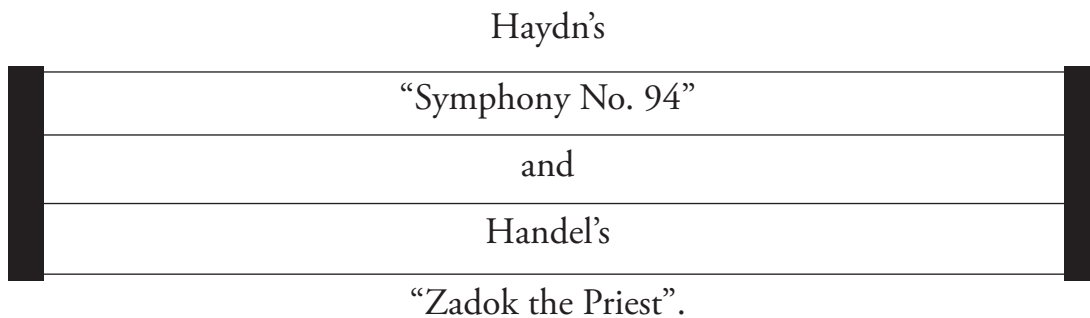 Haydn’s
“Symphony No. 94”
and
Handel’s
“Zadok the Priest”.